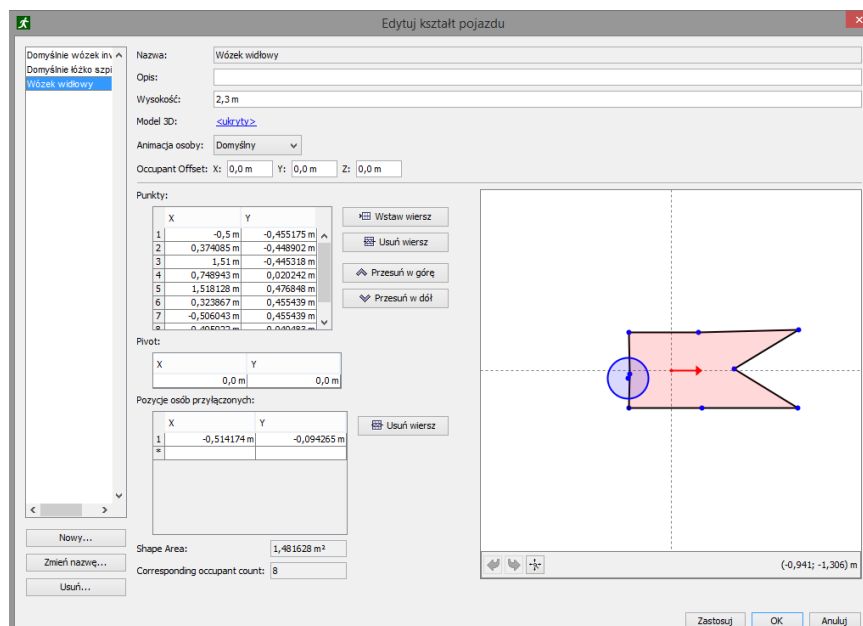 Edytuj kształt pojazdu
Domyślnie wózek inv
Domyślnie łóżko szpi
Wózek widłowy
Nazwa: Wózek widłowy
Opis:
Wysokość: 2,3 m
Model 3D: <ukryty>
Animacja osoby: Domyślny
Occupant Offset: X: 0,0 m Y: 0,0 m Z: 0,0 m
Punkty:
X Y
1 -0,5 m -0,455175 m
2 0,374085 m -0,448902 m
3 1,51 m -0,445318 m
4 0,748943 m 0,020242 m
5 1,518128 m 0,476848 m
6 0,323867 m 0,455439 m
7 -0,506043 m 0,455439 m
Wstaw wiersz
Usuń wiersz
Przesuń w górę
Przesuń w dół
Pivot:
X Y
0,0 m 0,0 m
Pozycje osób przyłączonych:
X Y
1 -0,514174 m -0,094265 m
*
Usuń wiersz
Shape Area: 1,481628 m²
Corresponding occupant count: 8
Nowy...
Zmień nazwę...
Usuń...
(-0,941; -1,306) m
Zastosuj OK Anuluj